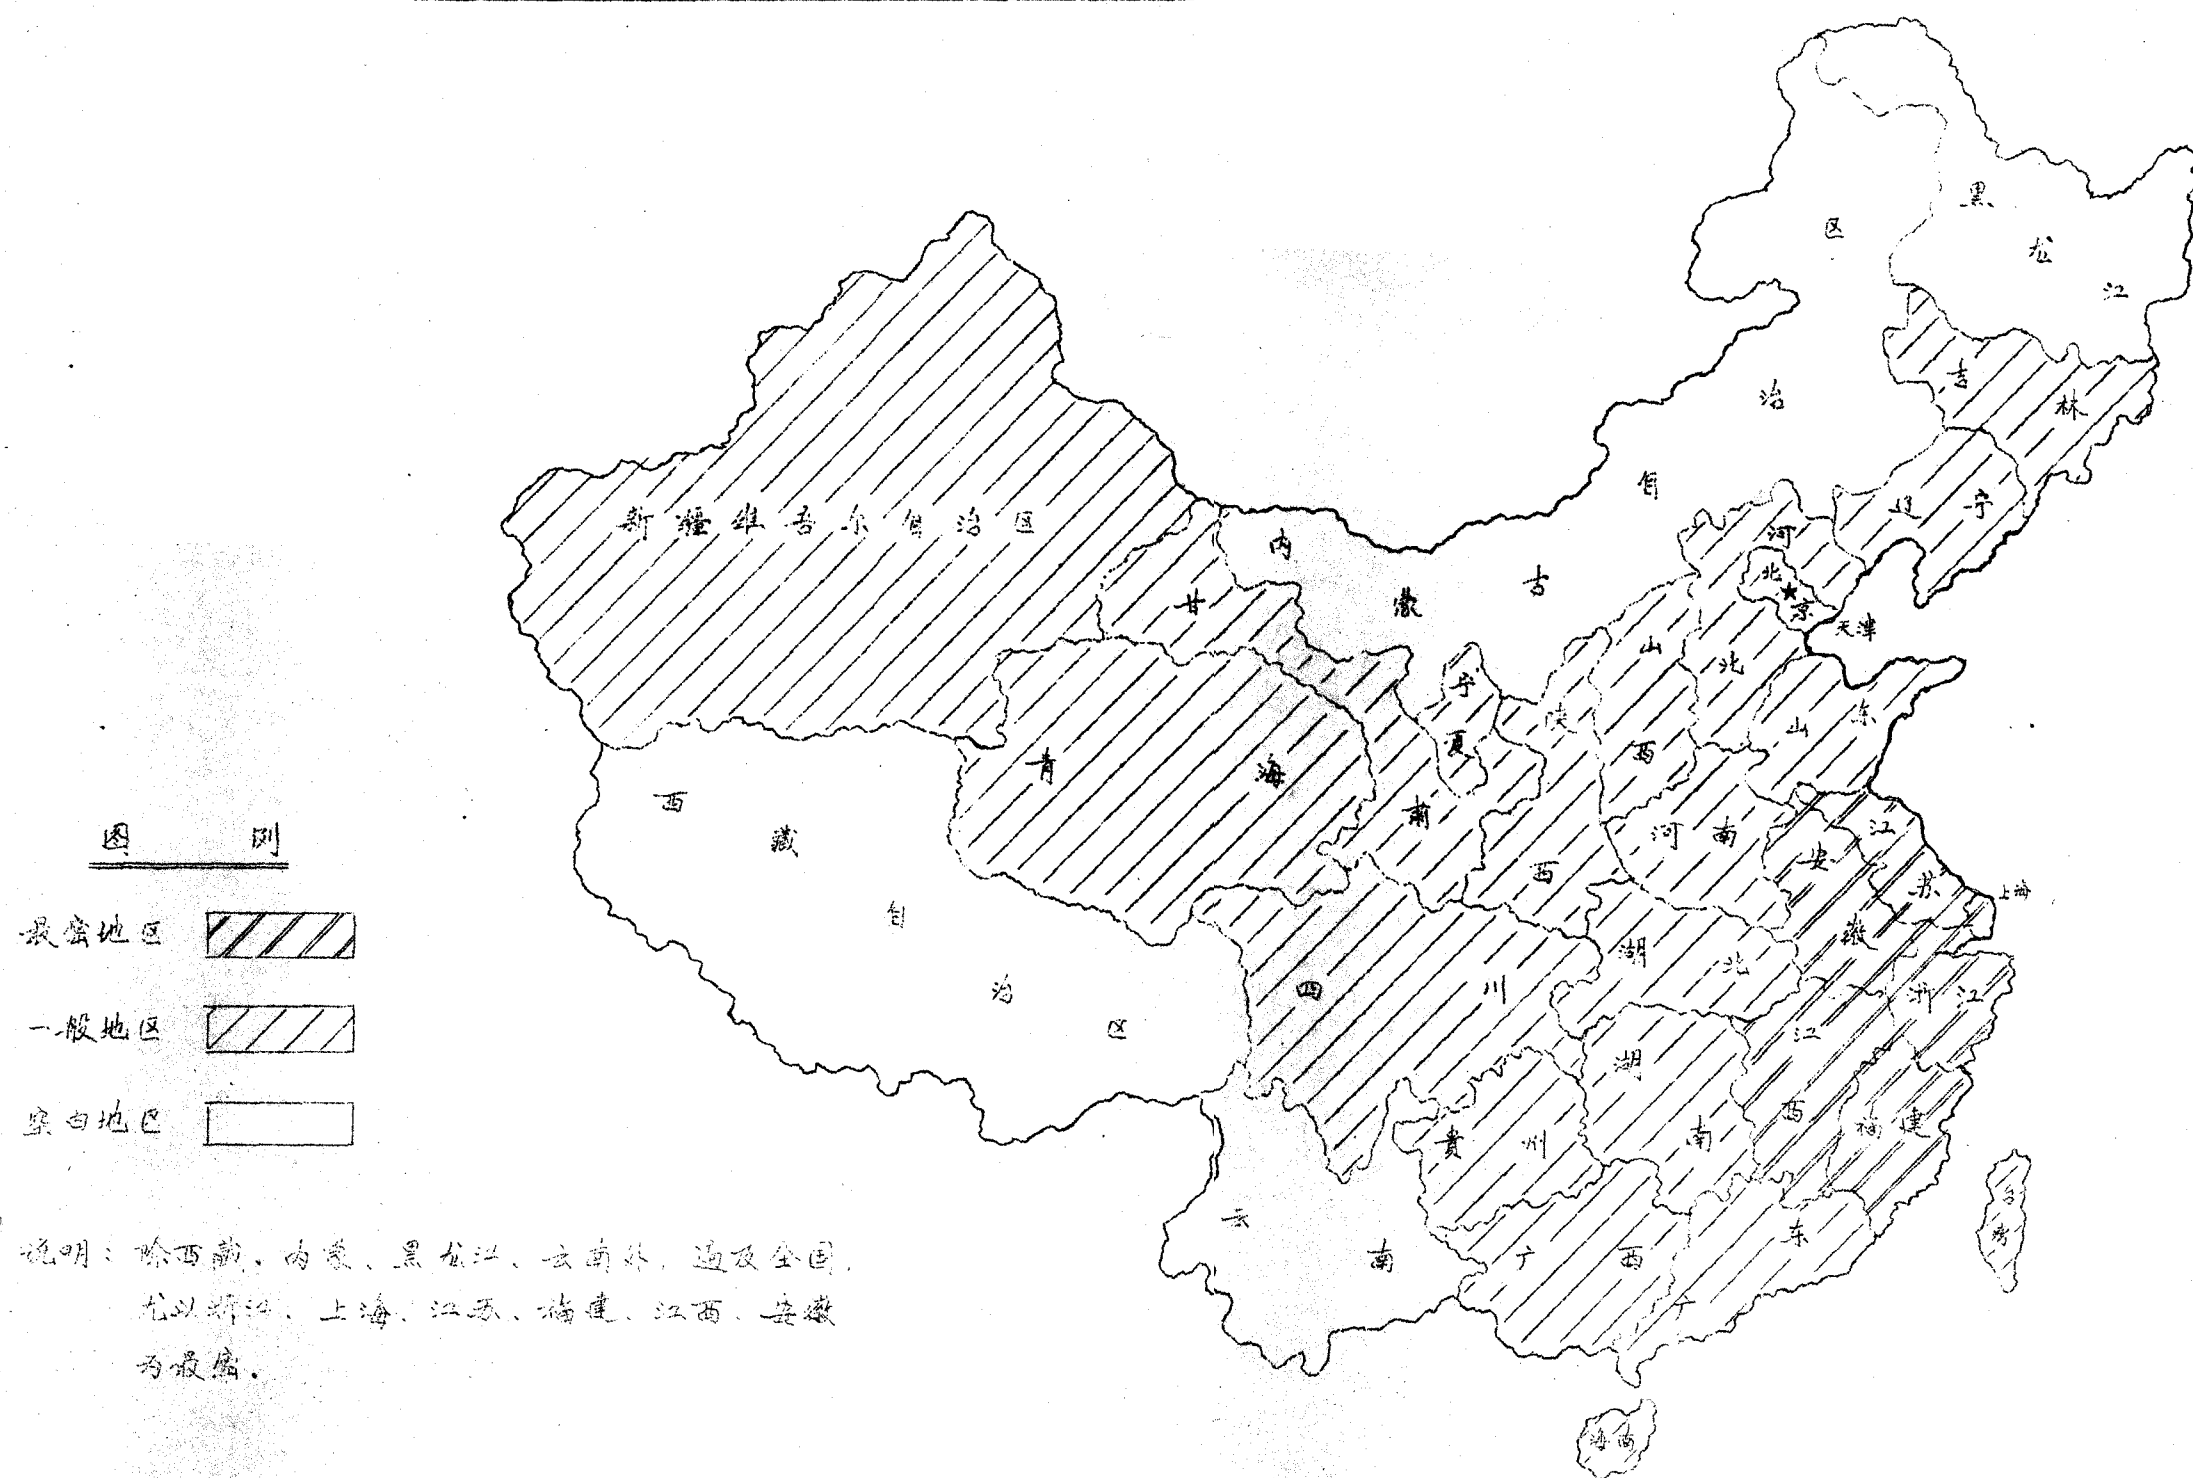 图 例
最密地区
一般地区
空白地区
说明：除西藏、内蒙、黑龙江、云南外，遍及全国，
尤以浙江、上海、江苏、福建、江西、安徽
为最密.
黑龙江
内蒙古自治区
吉林
辽宁
新疆维吾尔自治区
甘肃
河北
北京
天津
山西
宁夏
陕西
山东
青海
西藏自治区
河南
江苏
安徽
上海
湖北
四川
浙江
江西
湖南
福建
贵州
云南
广西
广东
台湾
海南